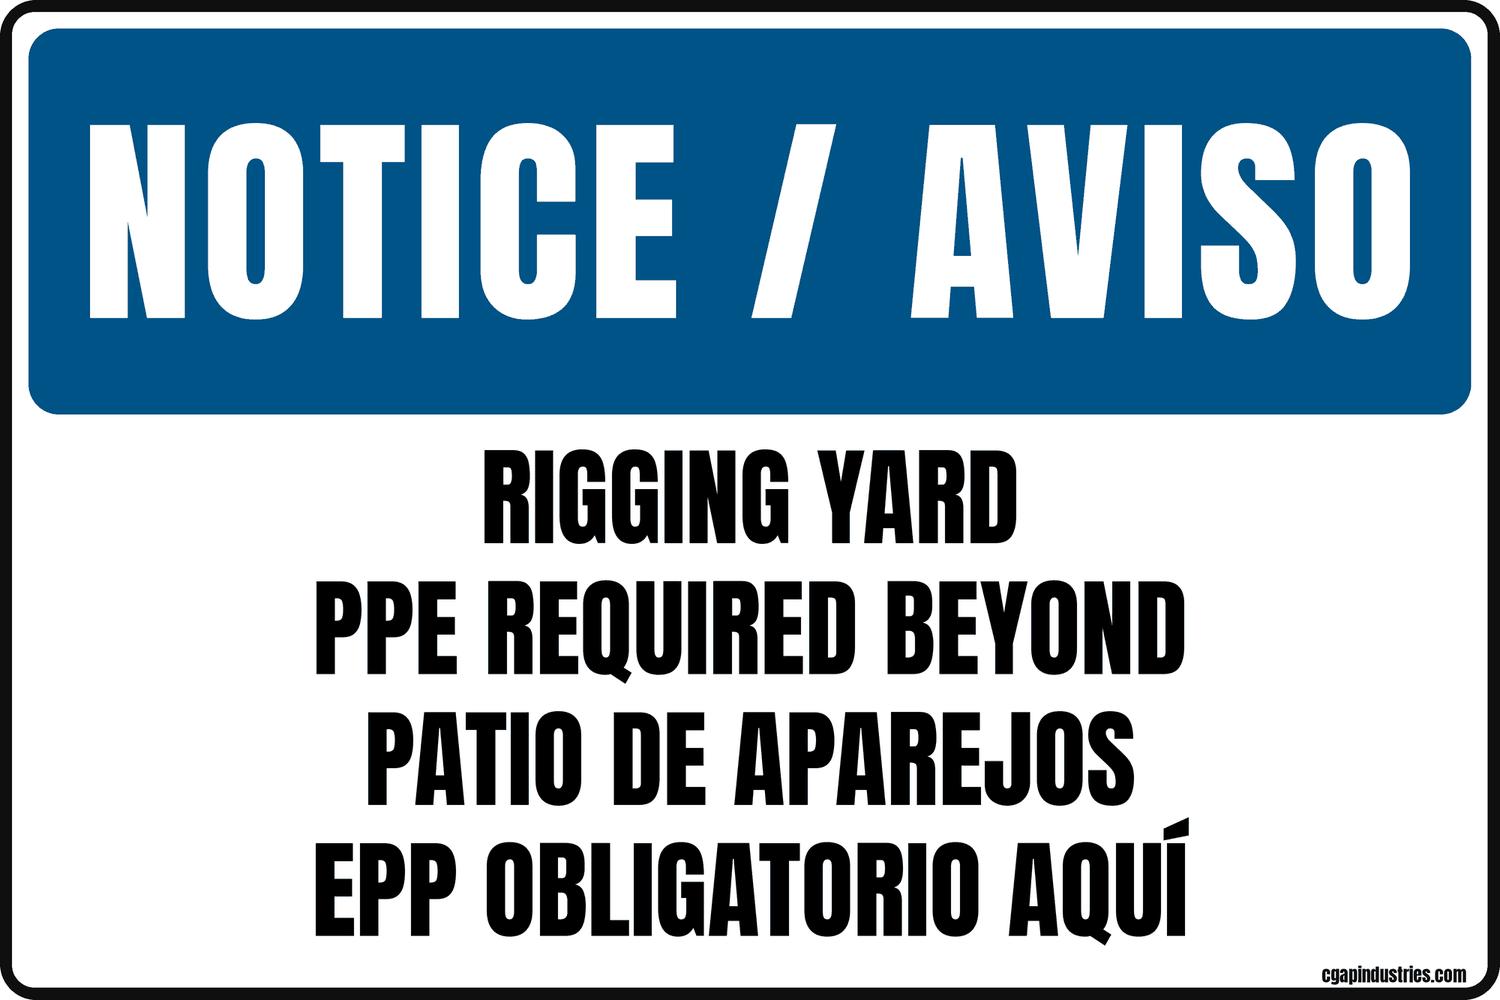 NOTICE / AVISO
RIGGING YARD
PPE REQUIRED BEYOND
PATIO DE APAREJOS
EPP OBLIGATORIO AQUÍ
cgapindustries.com